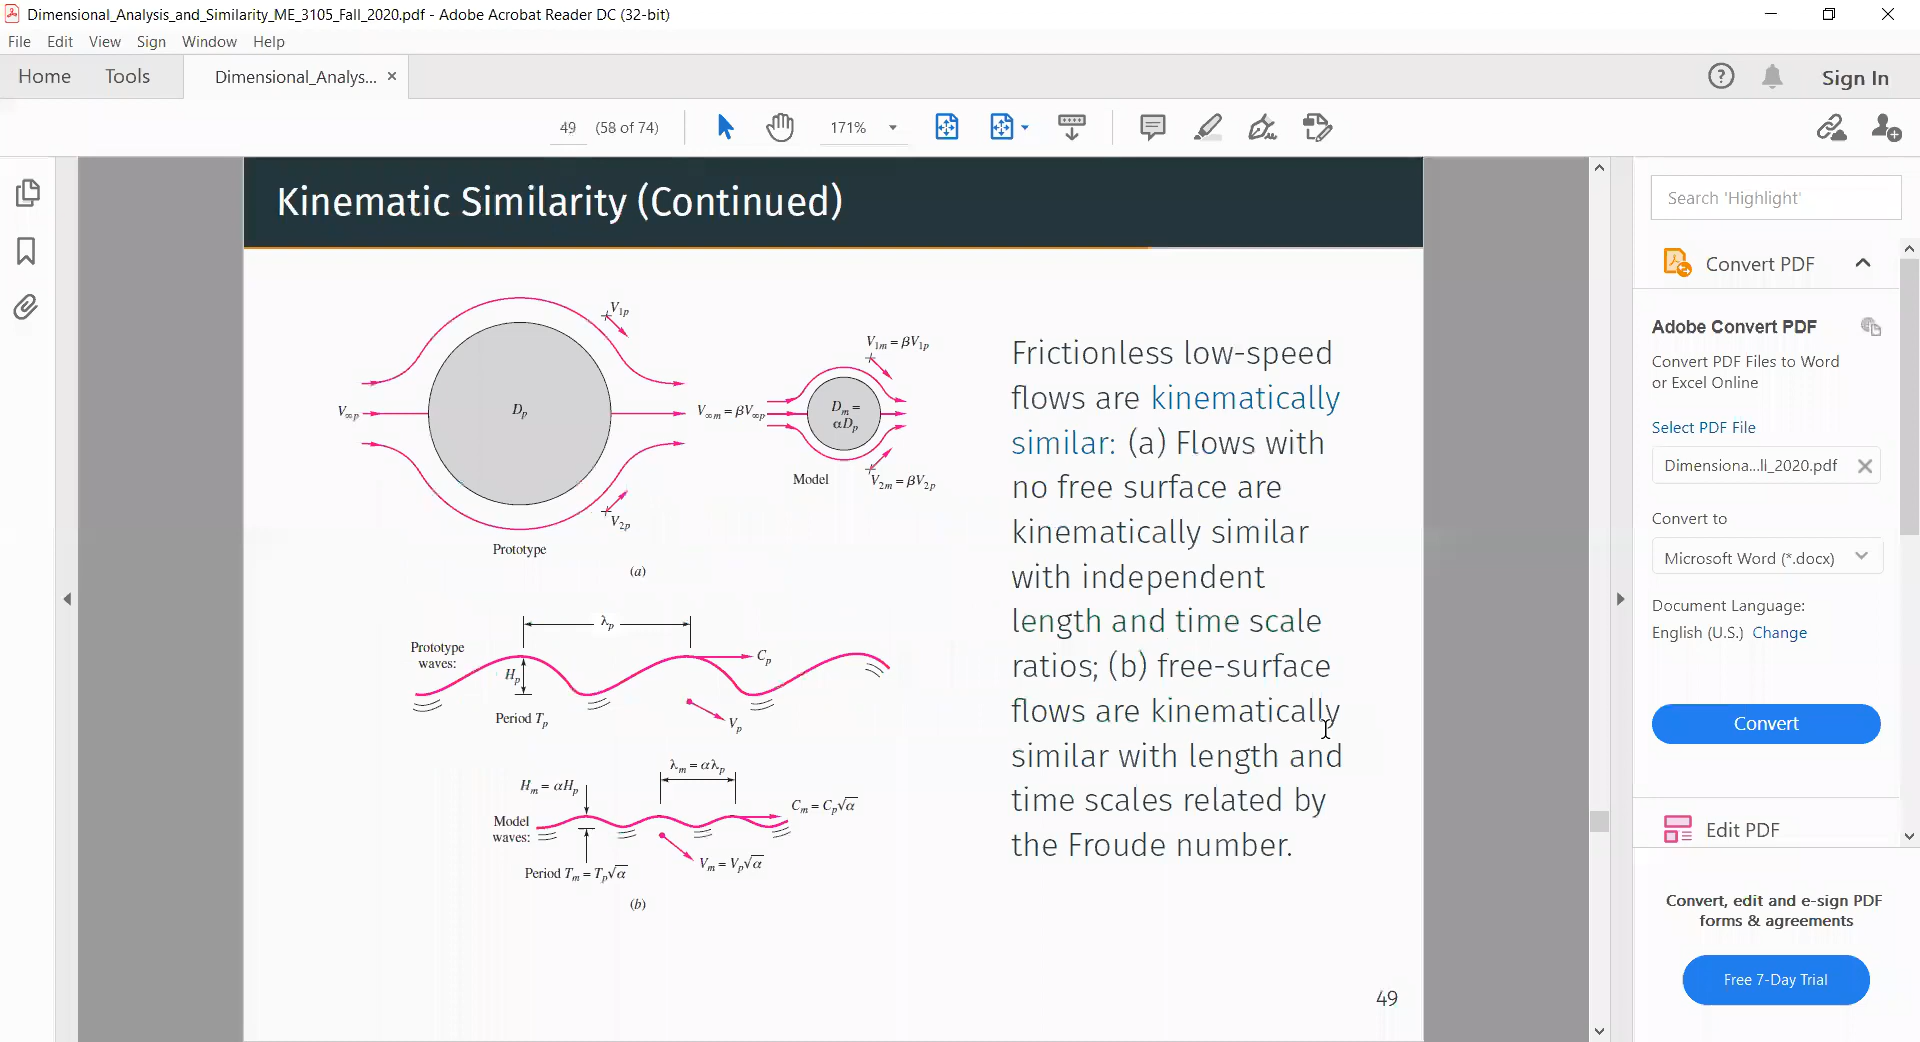 Dimensional_Analysis_and_Similarity_ME_3105_Fall_2020.pdf - Adobe Acrobat Reader DC (32-bit)
File Edit View Sign Window Help
Home Tools Dimensional_Analys... × Sign In
49 (58 of 74) 171%
Kinematic Similarity (Continued)
V1p
V∞p
Dp
V2p
Prototype
V1m = βV1p
V∞m = βV∞p
Dm =
αDp
V2m = βV2p
Model
(a)
λp
Prototype
waves:
Hp
Cp
Period Tp
Vp
λm = αλp
Hm = αHp
Cm = Cp√α
Model
waves:
Vm = Vp√α
Period Tm = Tp√α
(b)
Frictionless low-speed
flows are kinematically
similar: (a) Flows with
no free surface are
kinematically similar
with independent
length and time scale
ratios; (b) free-surface
flows are kinematically
similar with length and
time scales related by
the Froude number.
49
Search 'Highlight'
Convert PDF
Adobe Convert PDF
Convert PDF Files to Word
or Excel Online
Select PDF File
Dimensiona...ll_2020.pdf
Convert to
Microsoft Word (*.docx)
Document Language:
English (U.S.) Change
Convert
Edit PDF
Convert, edit and e-sign PDF
forms & agreements
Free 7-Day Trial